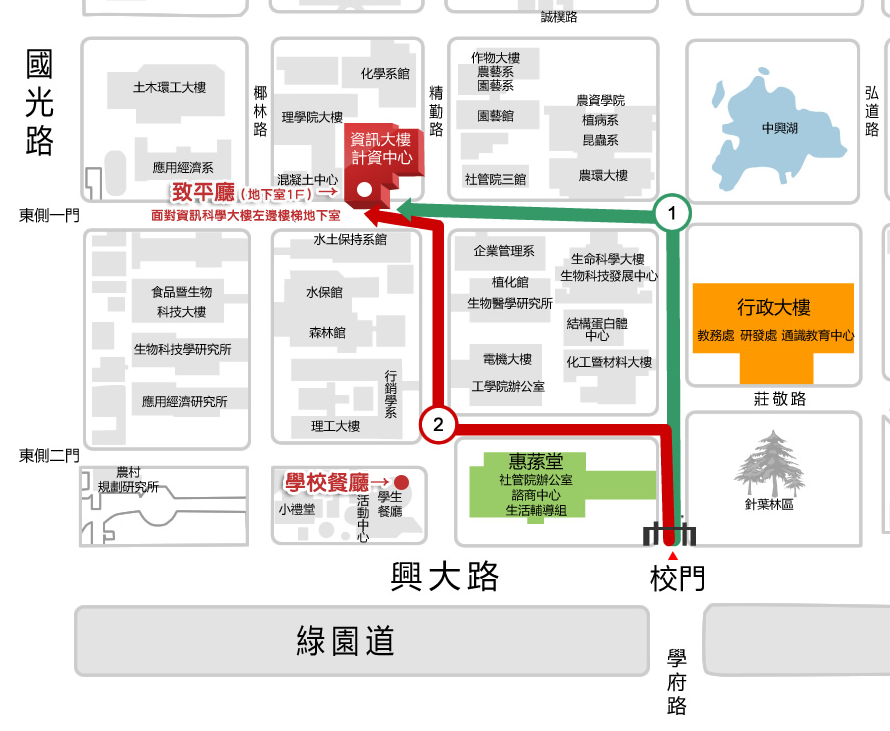 誠樸路
國光路
椰林路
精勤路
弘道路
土木環工大樓
應用經濟系
化學系館
理學院大樓
混凝土中心
資訊大樓
計資中心
致平廳(地下室1F)→
面對資訊科學大樓左邊樓梯地下室
作物大樓
農藝系
園藝系
園藝館
社管院三館
農資學院
植病系
昆蟲系
農環大樓
中興湖
東側一門
1
食品暨生物
科技大樓
生物科技學研究所
應用經濟研究所
水土保持系館
水保館
森林館
行銷學系
理工大樓
企業管理系
植化館
生物醫學研究所
電機大樓
工學院辦公室
生命科學大樓
生物科技發展中心
結構蛋白體
中心
化工暨材料大樓
行政大樓
教務處 研發處 通識教育中心
莊敬路
2
東側二門
農村
規劃研究所
學校餐廳→
小禮堂
活動中心
學生
餐廳
惠蓀堂
社管院辦公室
諮商中心
生活輔導組
針葉林區
興大路
校門
綠園道
學府路